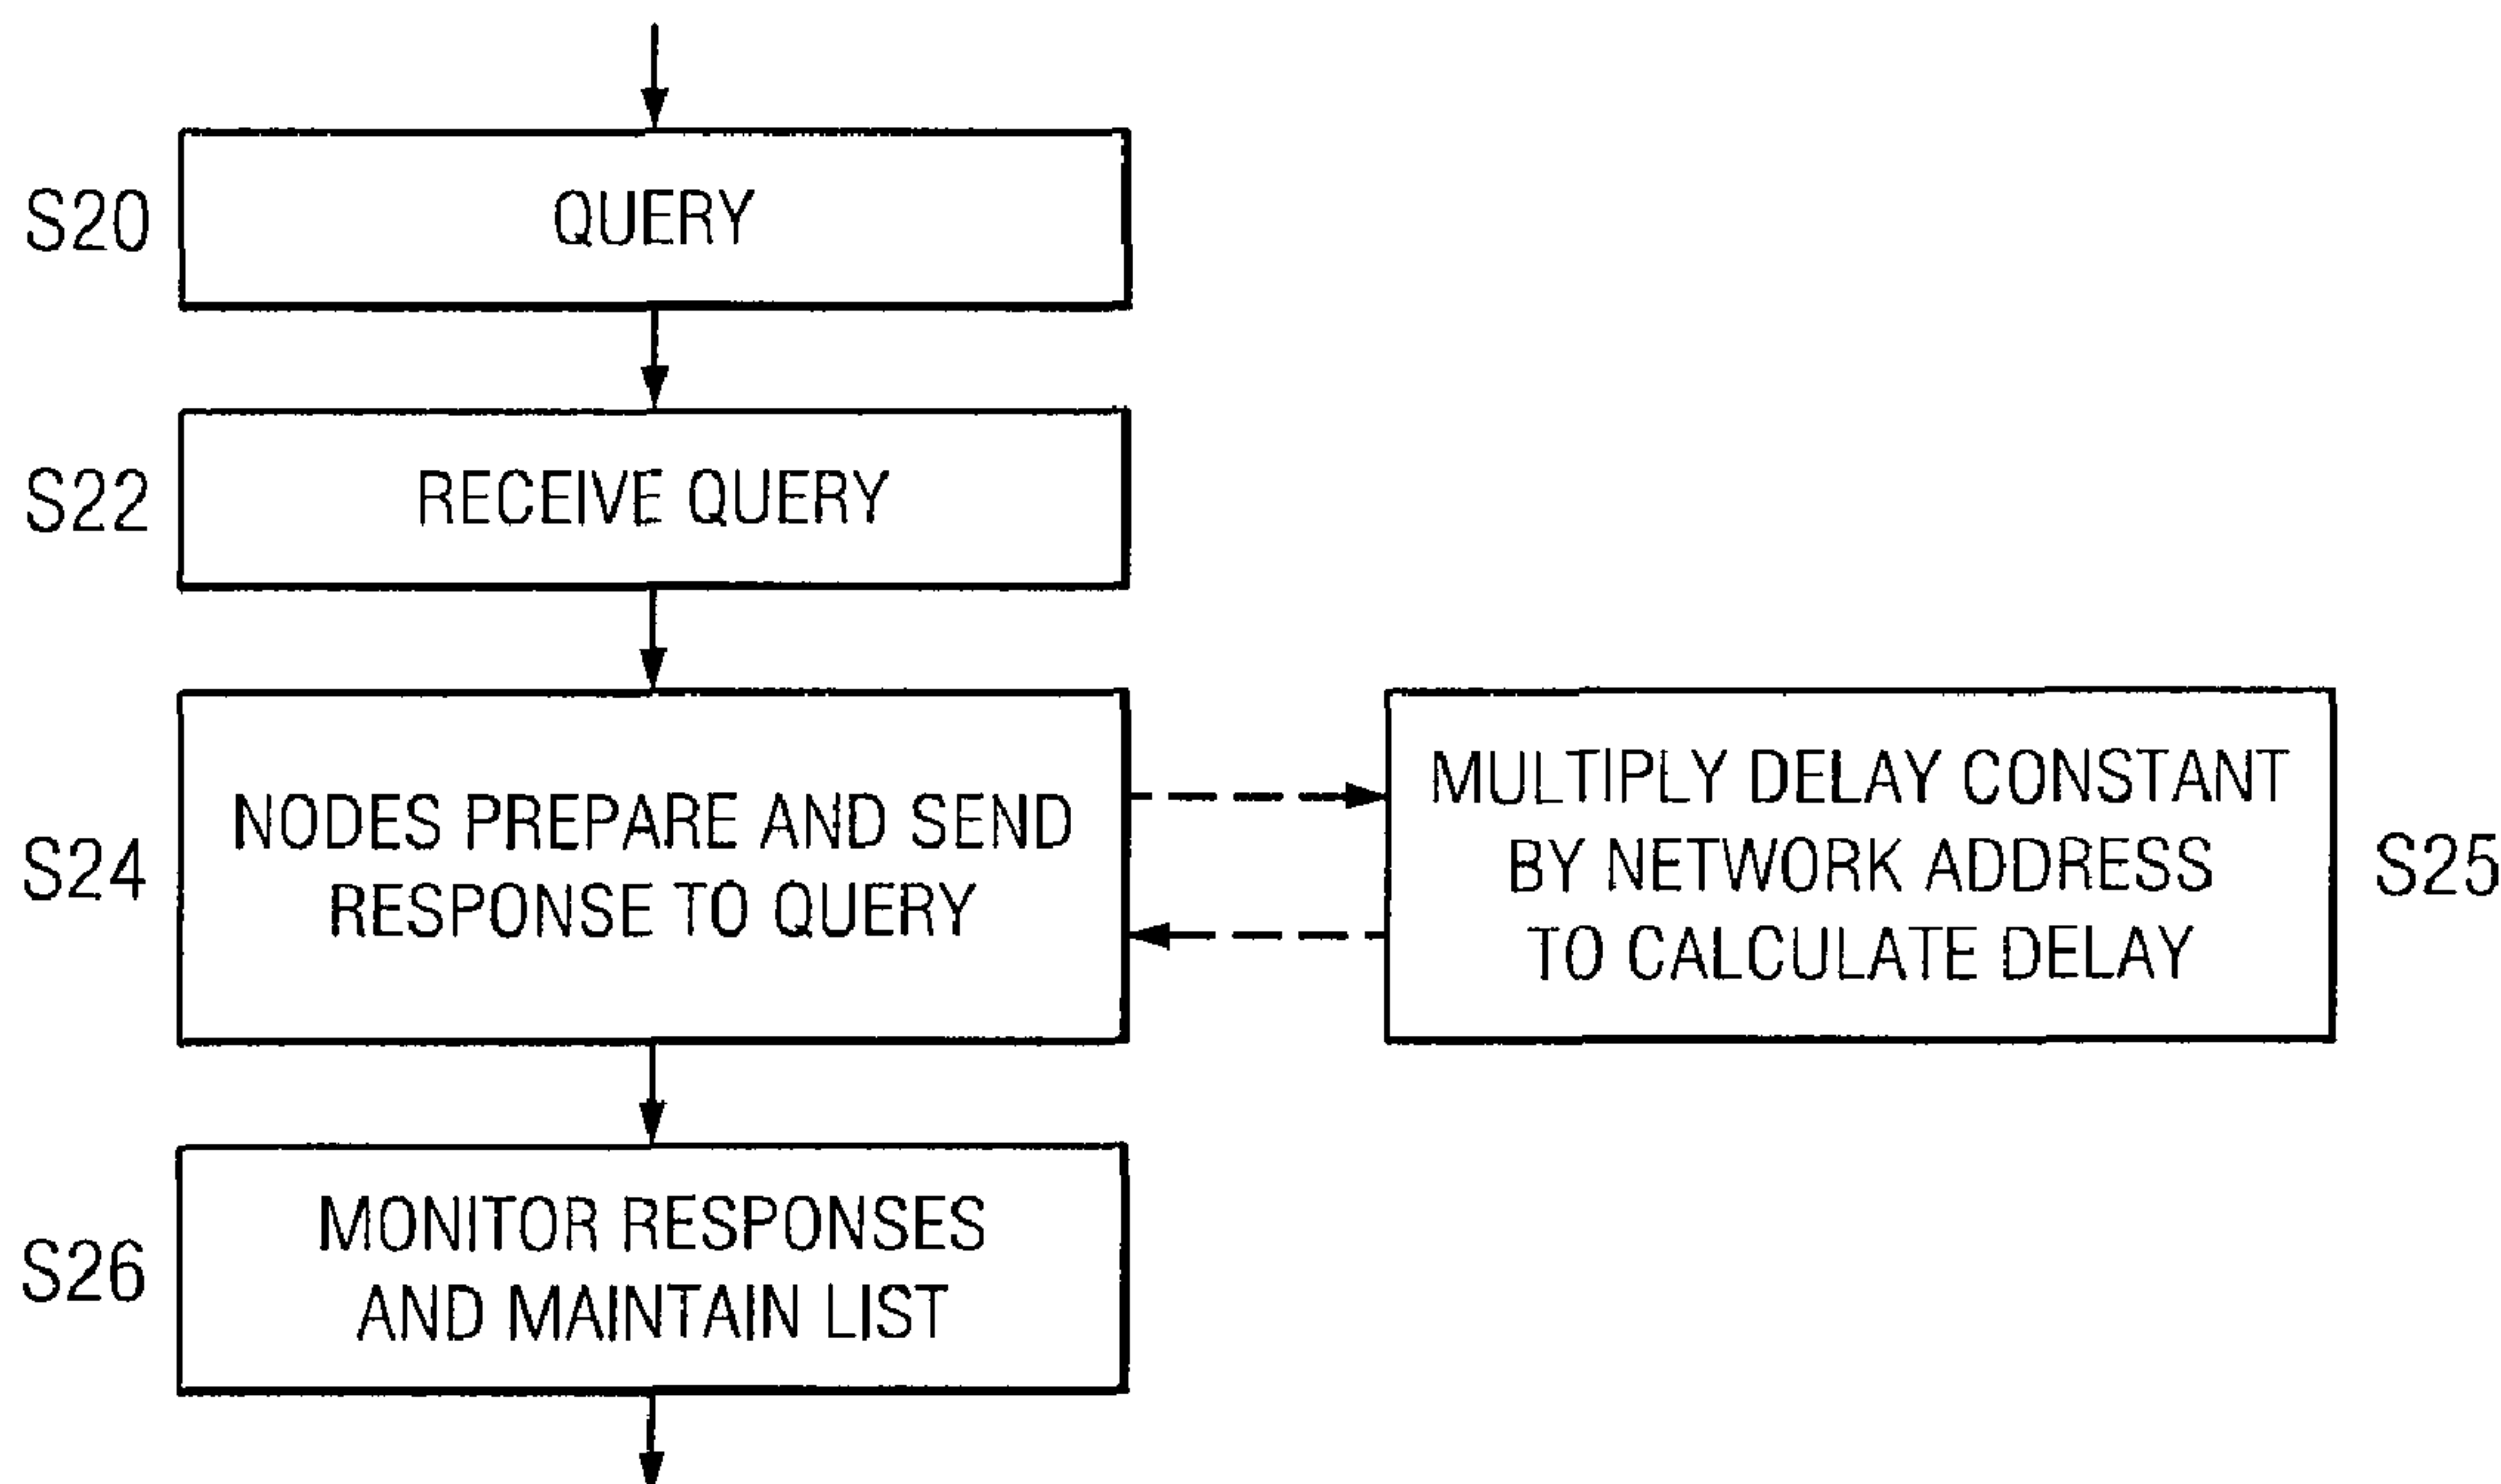 S20
QUERY
S22
RECEIVE QUERY
S24
NODES PREPARE AND SEND
RESPONSE TO QUERY
MULTIPLY DELAY CONSTANT
BY NETWORK ADDRESS
TO CALCULATE DELAY
S25
S26
MONITOR RESPONSES
AND MAINTAIN LIST